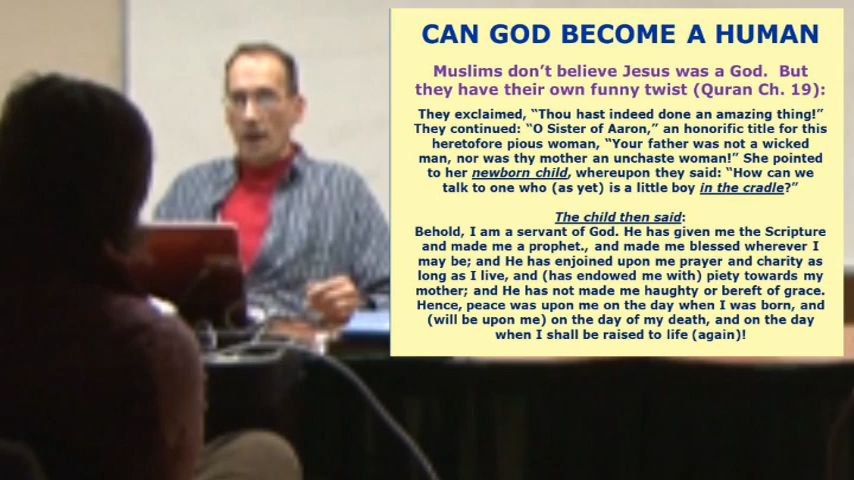 CAN GOD BECOME A HUMAN
Muslims don’t believe Jesus was a God.  But
they have their own funny twist (Quran Ch. 19):
They exclaimed, “Thou hast indeed done an amazing thing!”
They continued: “O Sister of Aaron,” an honorific title for this
heretofore pious woman, “Your father was not a wicked
man, nor was thy mother an unchaste woman!” She pointed
to her newborn child, whereupon they said: “How can we
talk to one who (as yet) is a little boy in the cradle?”
The child then said:
Behold, I am a servant of God. He has given me the Scripture
and made me a prophet., and made me blessed wherever I
may be; and He has enjoined upon me prayer and charity as
long as I live, and (has endowed me with) piety towards my
mother; and He has not made me haughty or bereft of grace.
Hence, peace was upon me on the day when I was born, and
(will be upon me) on the day of my death, and on the day
when I shall be raised to life (again)!